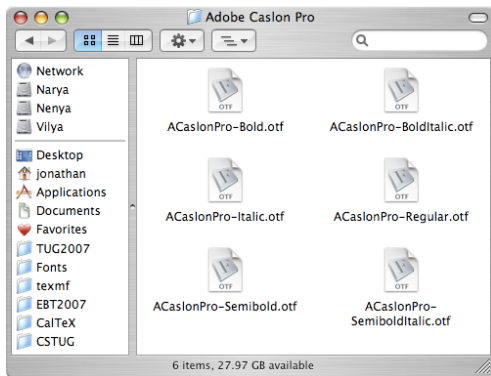 Adobe Caslon Pro
Network
Narya
Nenya
Vilya
Desktop
jonathan
Applications
Documents
Favorites
TUG2007
Fonts
texmf
EBT2007
CalTeX
CSTUG
OTF
OTF
ACaslonPro-Bold.otf
ACaslonPro-BoldItalic.otf
OTF
OTF
ACaslonPro-Italic.otf
ACaslonPro-Regular.otf
OTF
OTF
ACaslonPro-Semibold.otf
ACaslonPro-
SemiboldItalic.otf
6 items, 27.97 GB available